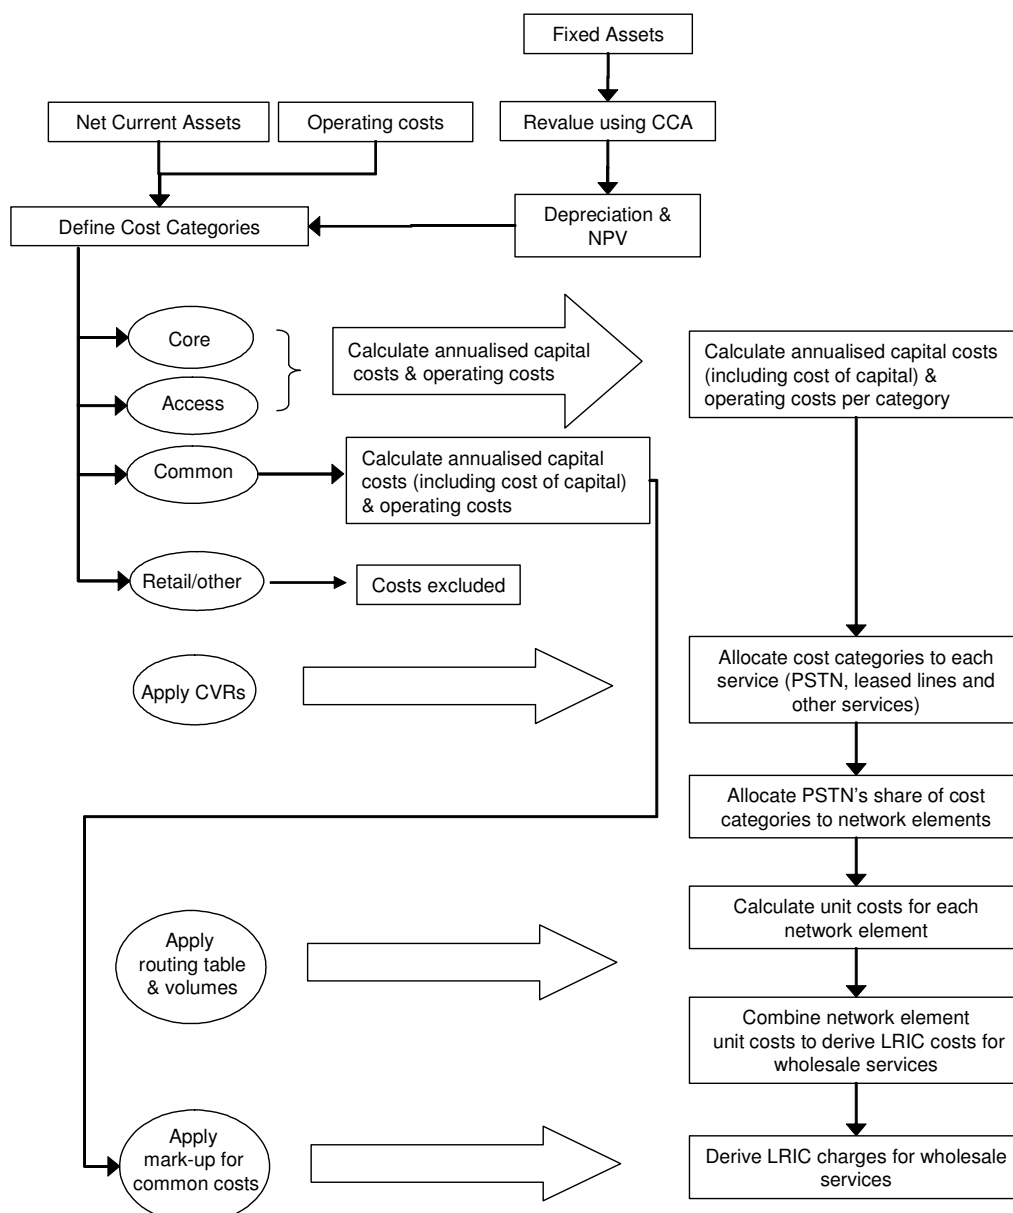 Fixed Assets
Net Current Assets
Operating costs
Revalue using CCA
Define Cost Categories
Depreciation &
NPV
Core
Access
Calculate annualised capital
costs & operating costs
Calculate annualised capital costs
(including cost of capital) &
operating costs per category
Common
Calculate annualised capital
costs (including cost of capital)
& operating costs
Retail/other
Costs excluded
Apply CVRs
Allocate cost categories to each
service (PSTN, leased lines and
other services)
Allocate PSTN's share of cost
categories to network elements
Calculate unit costs for each
network element
Apply
routing table
& volumes
Combine network element
unit costs to derive LRIC costs for
wholesale services
Apply
mark-up for
common costs
Derive LRIC charges for wholesale
services